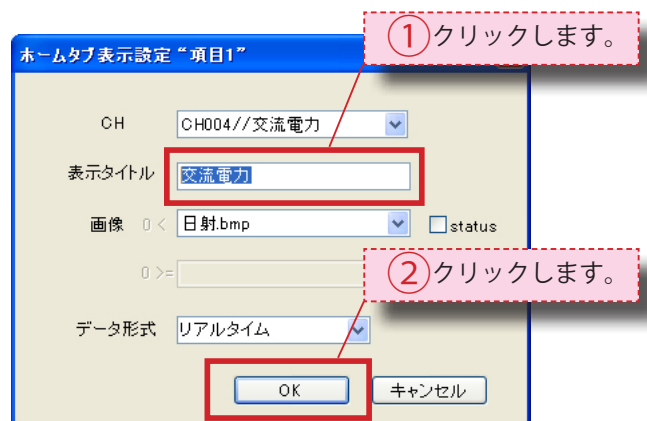 ①クリックします。
ホームタブ表示設定“項目1”
CH CH004//交流電力
表示タイトル 交流電力
画像 0 < 日射.bmp status
0 >=
②クリックします。
データ形式 リアルタイム
OK キャンセル